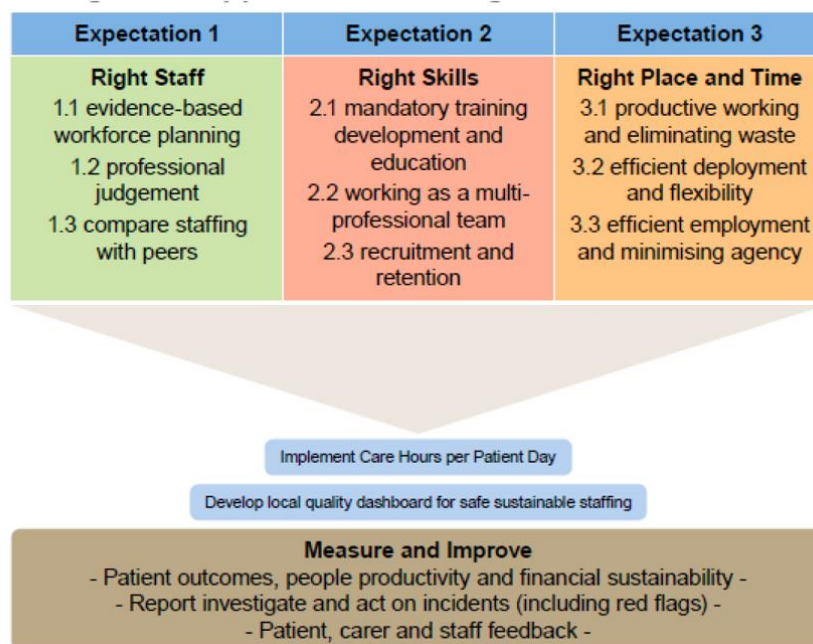 Expectation 1
Expectation 2
Expectation 3
Right Staff
1.1 evidence-based
workforce planning
1.2 professional
judgement
1.3 compare staffing
with peers
Right Skills
2.1 mandatory training
development and
education
2.2 working as a multi-
professional team
2.3 recruitment and
retention
Right Place and Time
3.1 productive working
and eliminating waste
3.2 efficient deployment
and flexibility
3.3 efficient employment
and minimising agency
Implement Care Hours per Patient Day
Develop local quality dashboard for safe sustainable staffing
Measure and Improve
- Patient outcomes, people productivity and financial sustainability -
- Report investigate and act on incidents (including red flags) -
- Patient, carer and staff feedback -